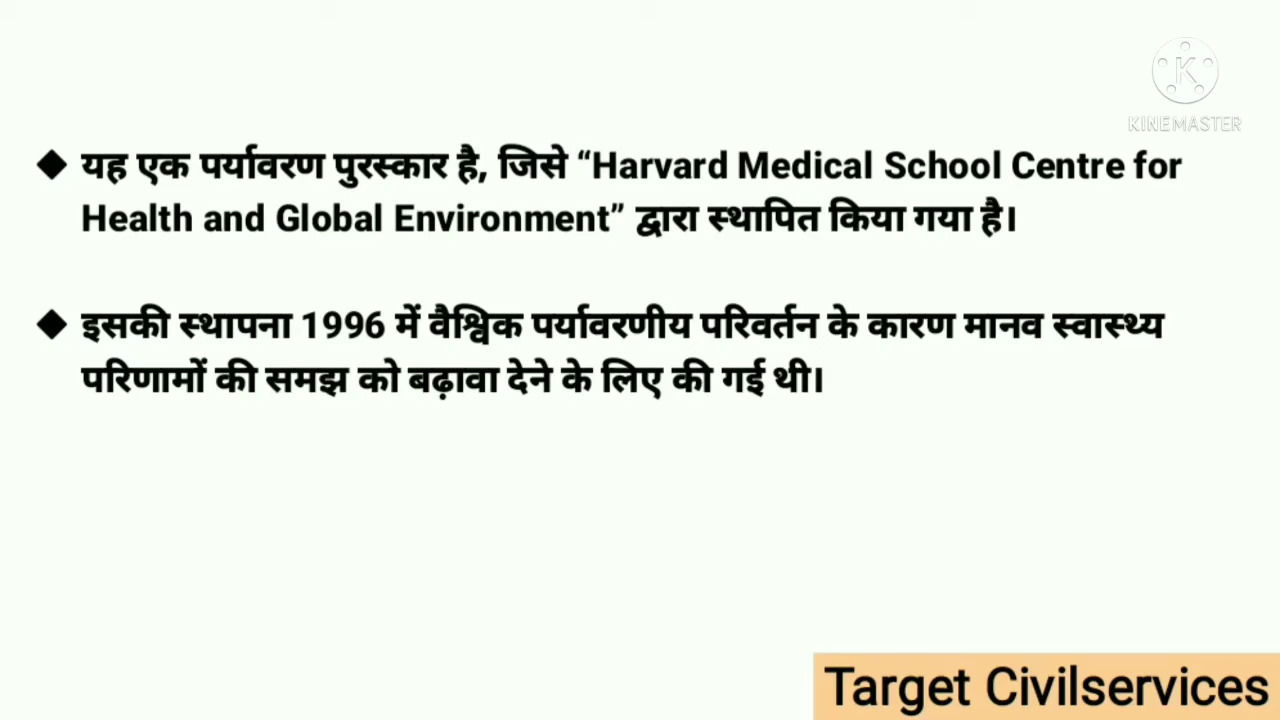 KINEMASTER
◆ यह एक पर्यावरण पुरस्कार है, जिसे “Harvard Medical School Centre for
Health and Global Environment” द्वारा स्थापित किया गया है।
◆ इसकी स्थापना 1996 में वैश्विक पर्यावरणीय परिवर्तन के कारण मानव स्वास्थ्य
परिणामों की समझ को बढ़ावा देने के लिए की गई थी।
Target Civilservices